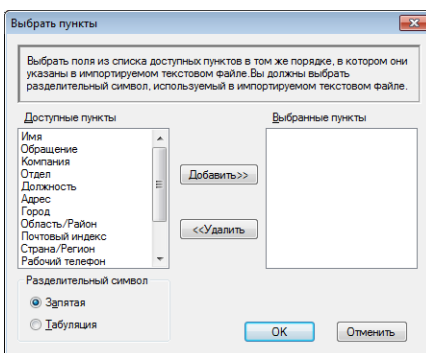 Выбрать пункты
Выбрать поля из списка доступных пунктов в том же порядке, в котором они
указаны в импортируемом текстовом файле.Вы должны выбрать
разделительный символ, используемый в импортируемом текстовом файле.
Доступные пункты
Выбранные пункты
Имя
Обращение
Компания
Отдел
Должность
Адрес
Город
Область/Район
Почтовый индекс
Страна/Регион
Рабочий телефон
Добавить>>
<<Удалить
Разделительный символ
Запятая
Табуляция
OK
Отменить